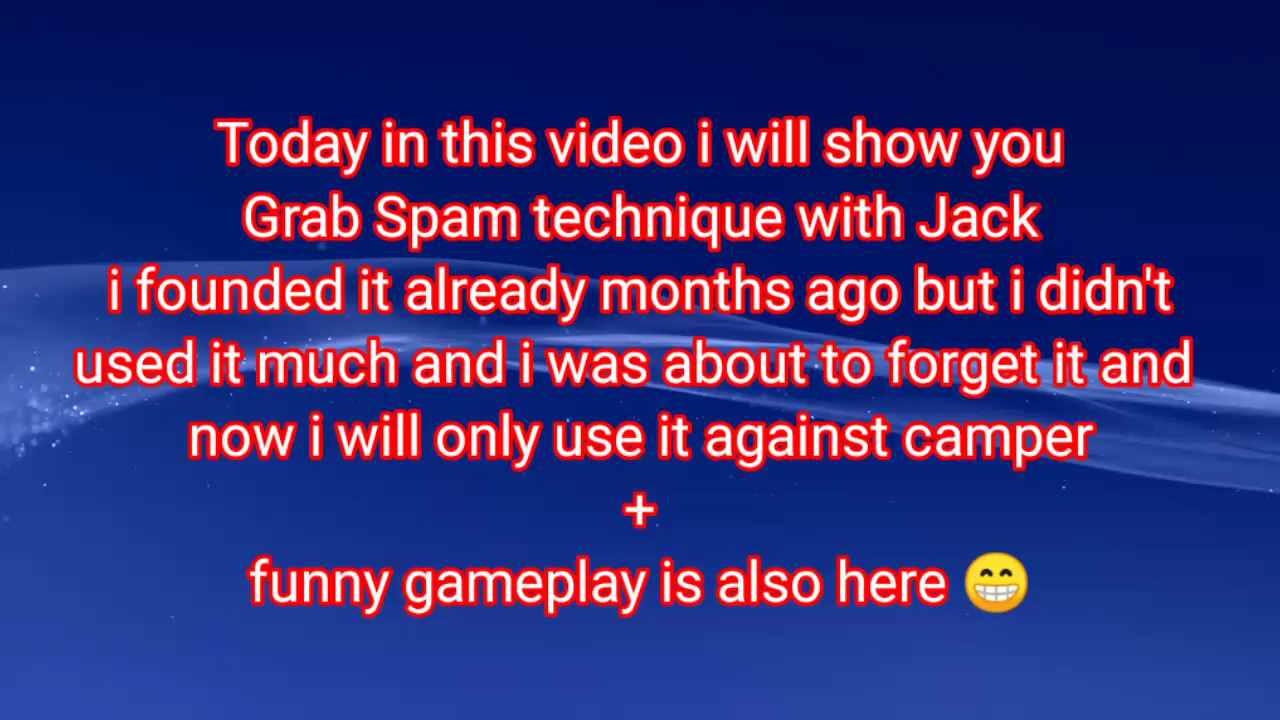 Today in this video i will show you
Grab Spam technique with Jack
i founded it already months ago but i didn't
used it much and i was about to forget it and
now i will only use it against camper
+
funny gameplay is also here 😁